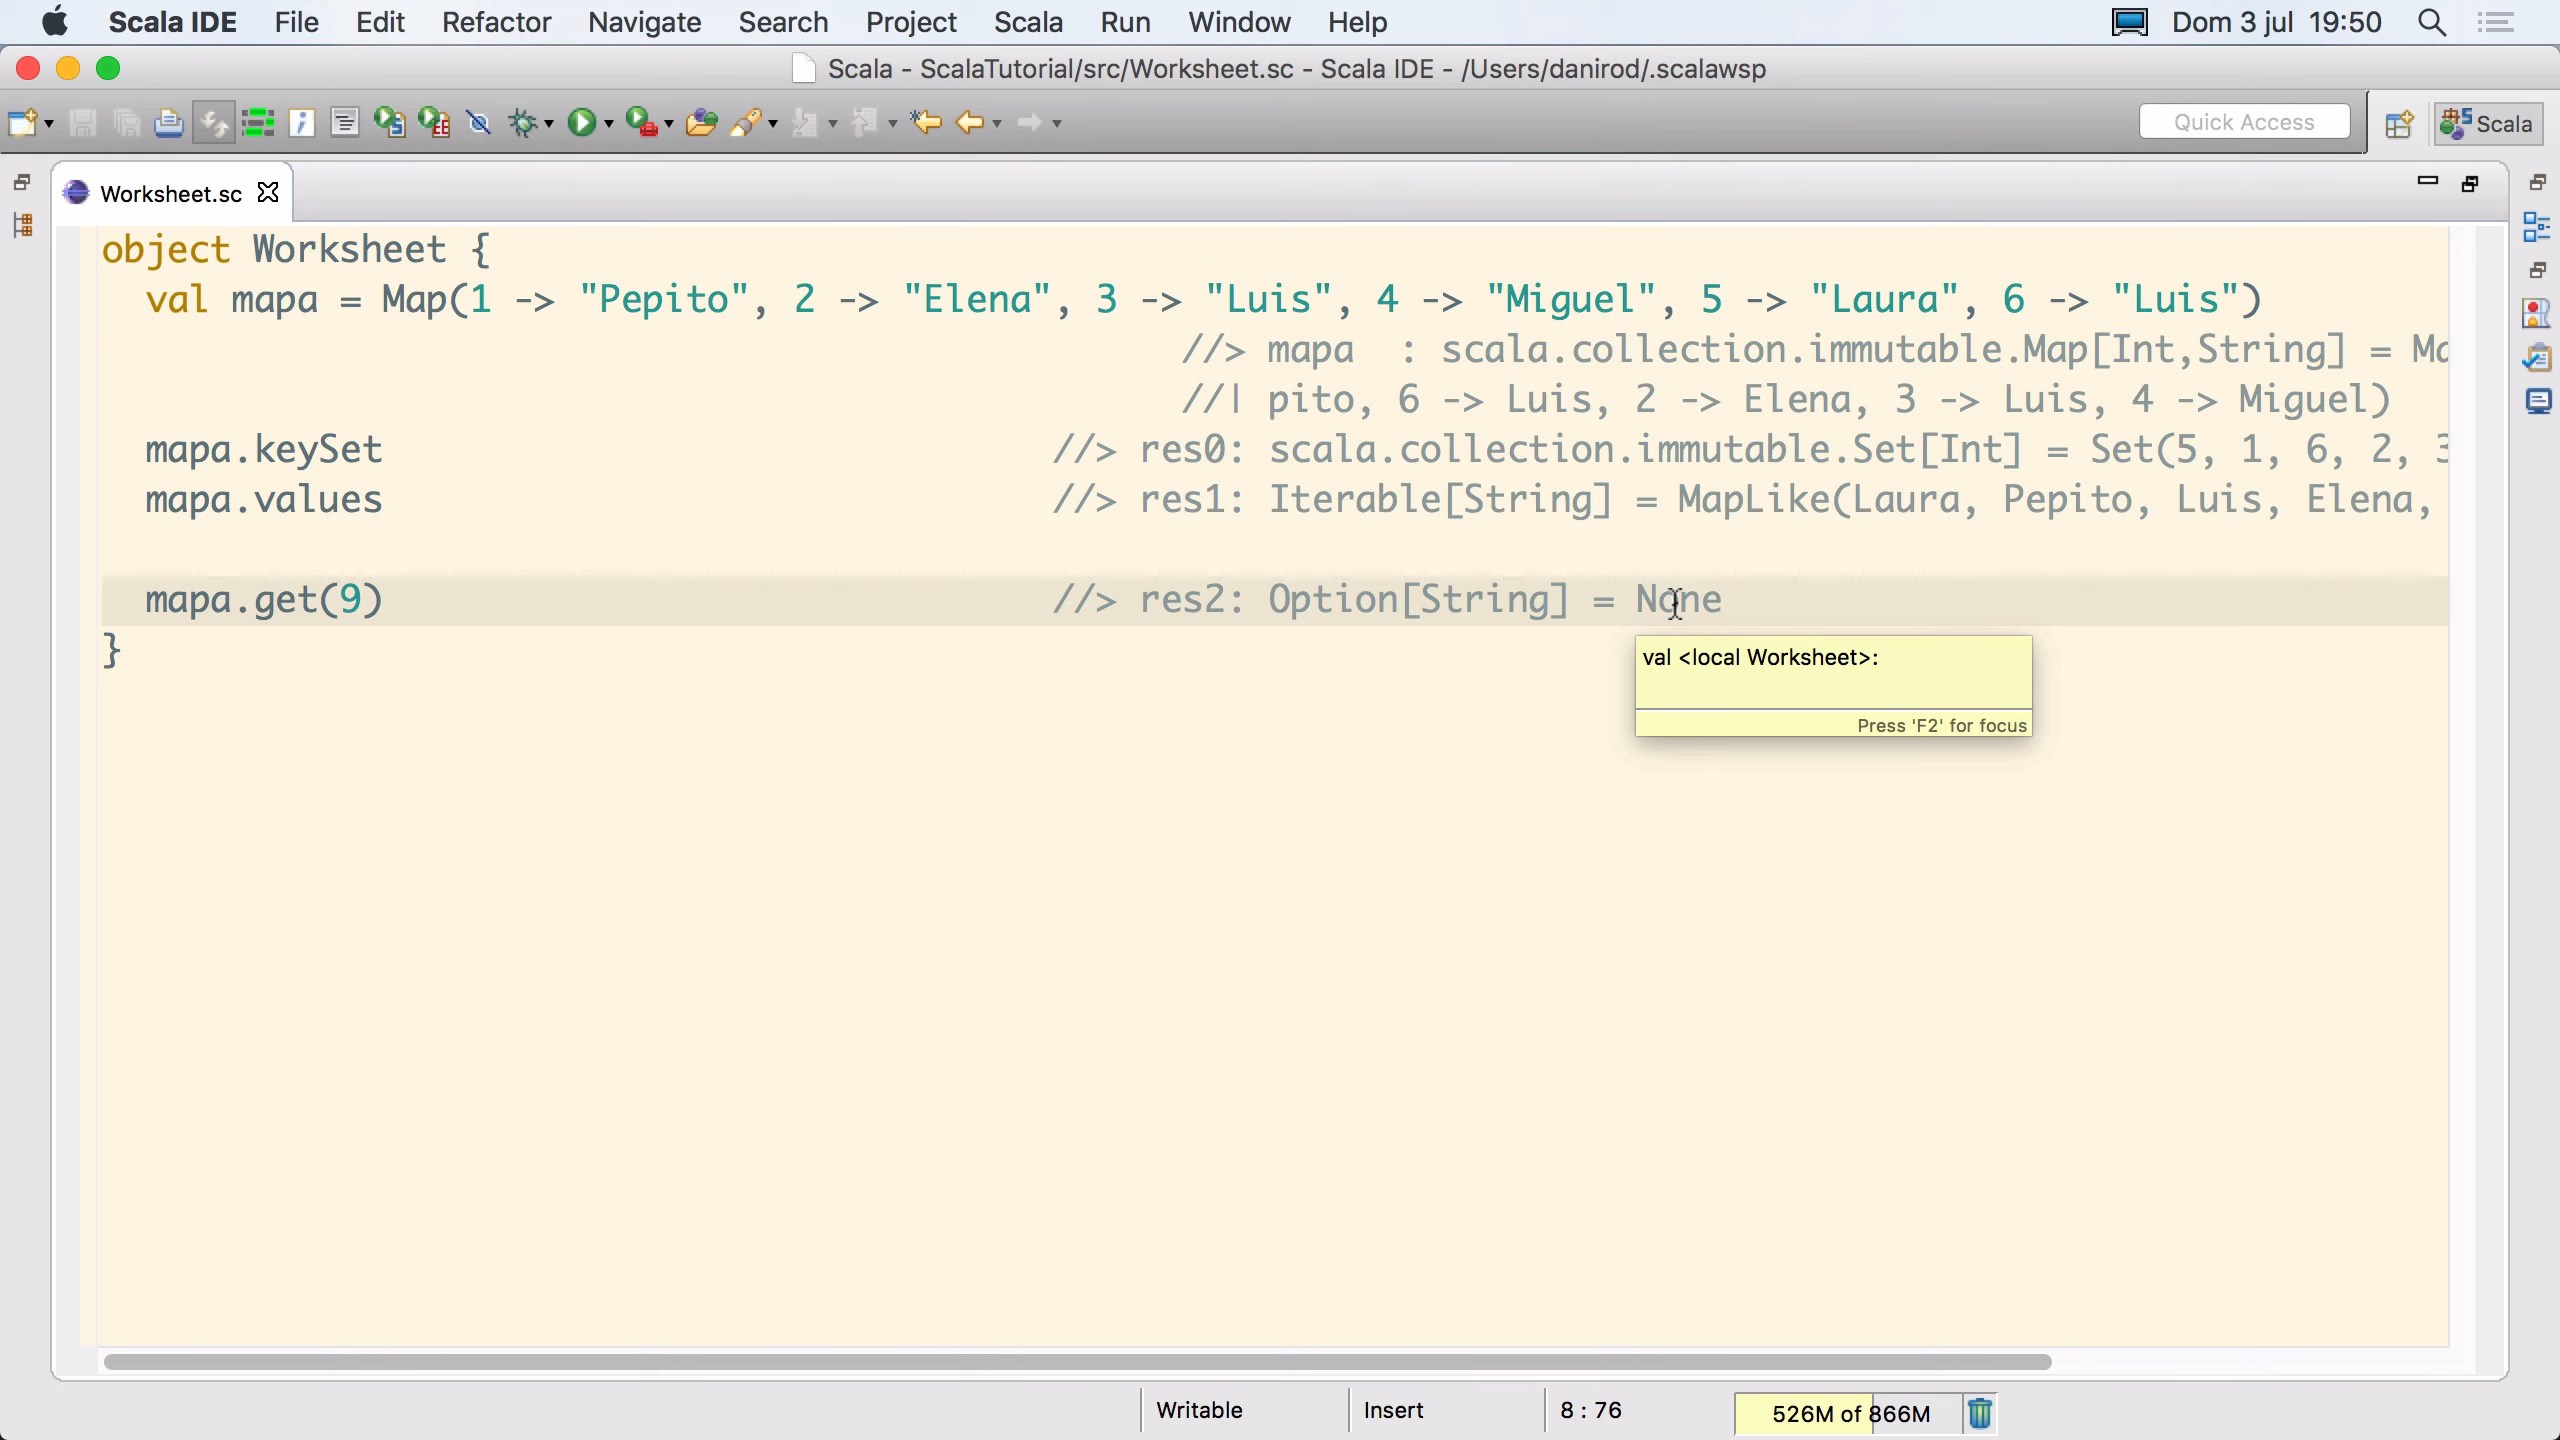 Scala IDE File Edit Refactor Navigate Search Project Scala Run Window Help Dom 3 jul 19:50
Scala - ScalaTutorial/src/Worksheet.sc - Scala IDE - /Users/danirod/.scalawsp
Quick Access Scala
Worksheet.sc
object Worksheet {
val mapa = Map(1 -> "Pepito", 2 -> "Elena", 3 -> "Luis", 4 -> "Miguel", 5 -> "Laura", 6 -> "Luis")
//> mapa : scala.collection.immutable.Map[Int,String] = Ma
//| pito, 6 -> Luis, 2 -> Elena, 3 -> Luis, 4 -> Miguel)
mapa.keySet //> res0: scala.collection.immutable.Set[Int] = Set(5, 1, 6, 2, 3
mapa.values //> res1: Iterable[String] = MapLike(Laura, Pepito, Luis, Elena,
mapa.get(9) //> res2: Option[String] = None
}
val <local Worksheet>:
Press 'F2' for focus
Writable Insert 8 : 76 526M of 866M